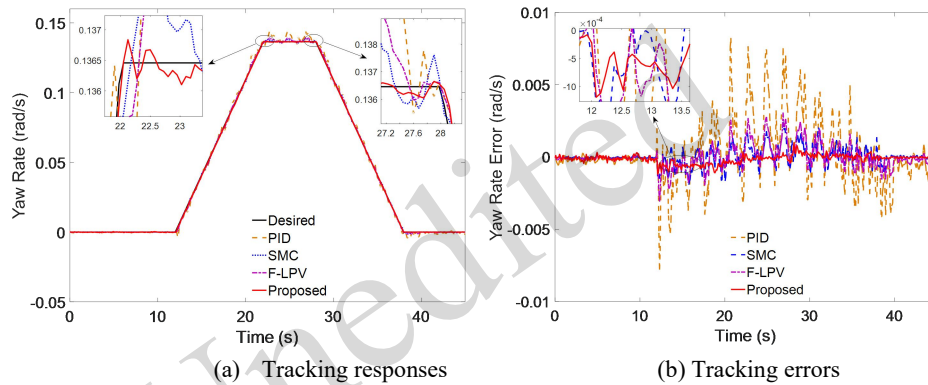 0.15
0.1
0.05
0
-0.05
0 10 20 30 40
Yaw Rate (rad/s)
Time (s)
0.137
0.1365
0.136
22 22.5 23
0.138
0.137
0.136
27.2 27.6 28
Desired
PID
SMC
F-LPV
Proposed
(a) Tracking responses
0.01
0.005
0
-0.005
-0.01
0 10 20 30 40
Yaw Rate Error (rad/s)
Time (s)
×10⁻⁴
0
-5
-10
12 12.5 13 13.5
PID
SMC
F-LPV
Proposed
(b) Tracking errors
Unedited